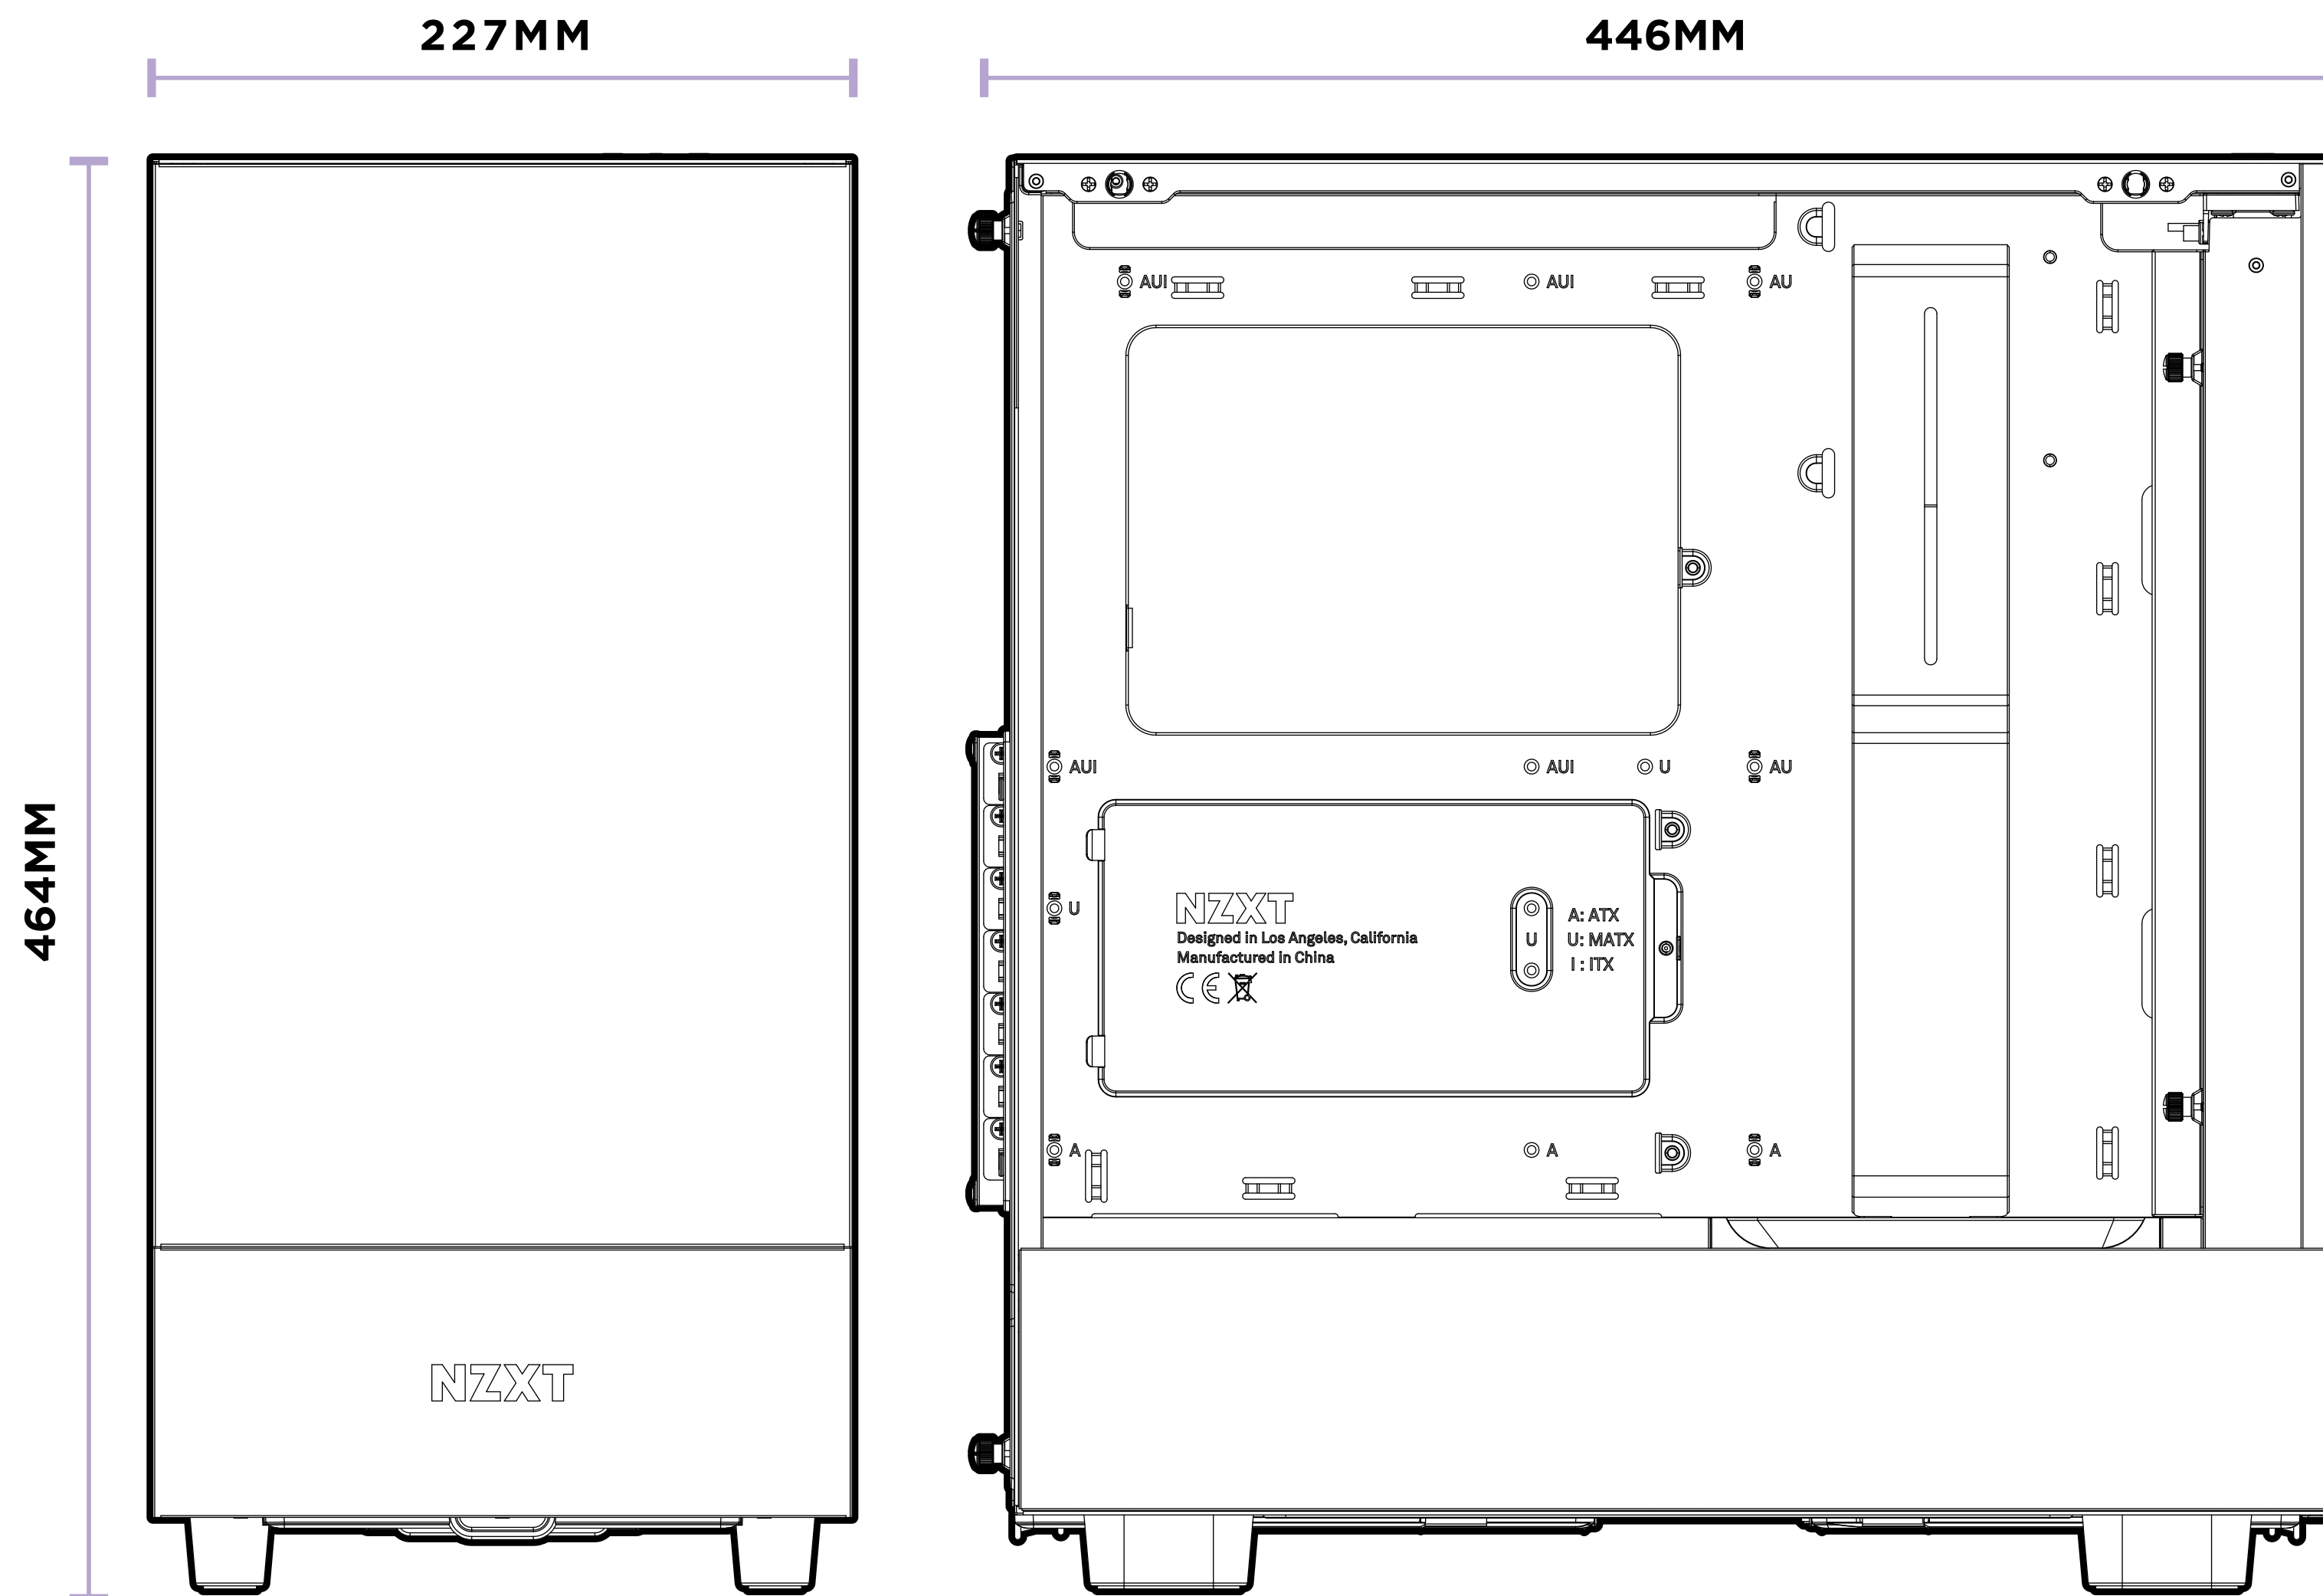 227MM
446MM
464MM
AUI
AUI
AU
AUI
AUI
U
AU
U
NZXT
Designed in Los Angeles, California
Manufactured in China
CE
U
A: ATX
U: MATX
I : ITX
A
A
A
NZXT